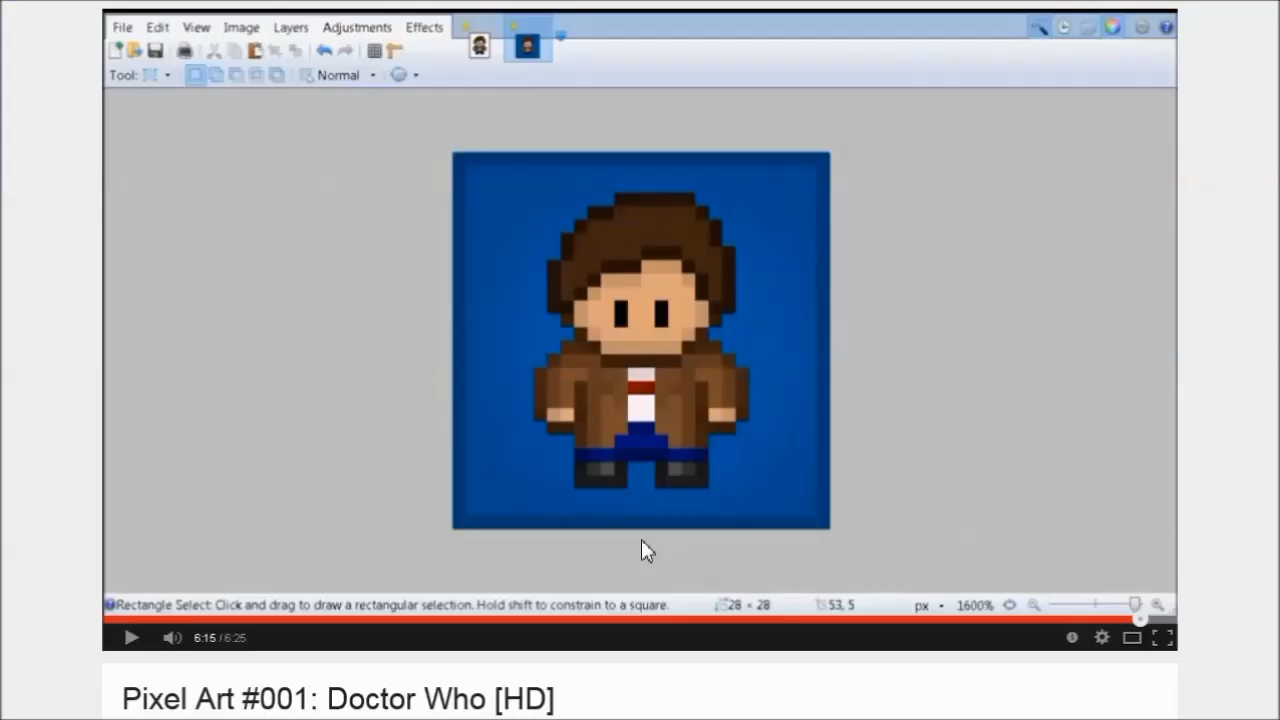 File Edit View Image Layers Adjustments Effects
Tool: Normal
Rectangle Select: Click and drag to draw a rectangular selection. Hold shift to constrain to a square. 28 × 28 53, 5 px 1600%
6:15 / 6:25
Pixel Art #001: Doctor Who [HD]